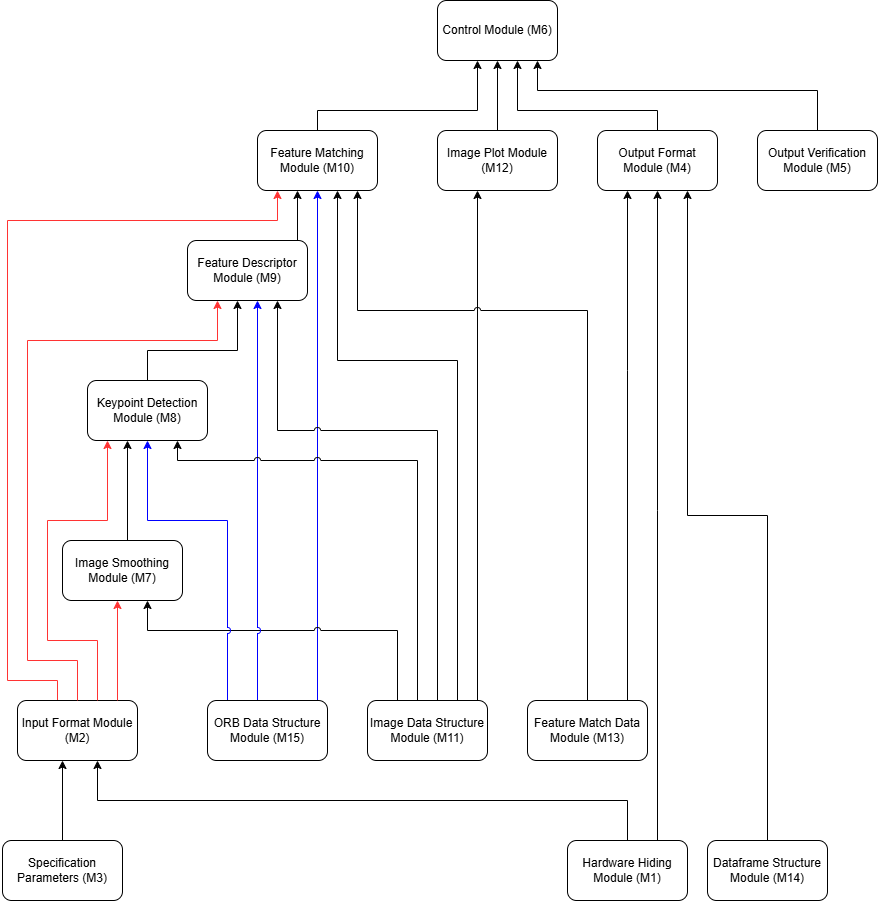 Control Module (M6)
Feature Matching
Module (M10)
Image Plot Module
(M12)
Output Format
Module (M4)
Output Verification
Module (M5)
Feature Descriptor
Module (M9)
Keypoint Detection
Module (M8)
Image Smoothing
Module (M7)
Input Format Module
(M2)
ORB Data Structure
Module (M15)
Image Data Structure
Module (M11)
Feature Match Data
Module (M13)
Specification
Parameters (M3)
Hardware Hiding
Module (M1)
Dataframe Structure
Module (M14)